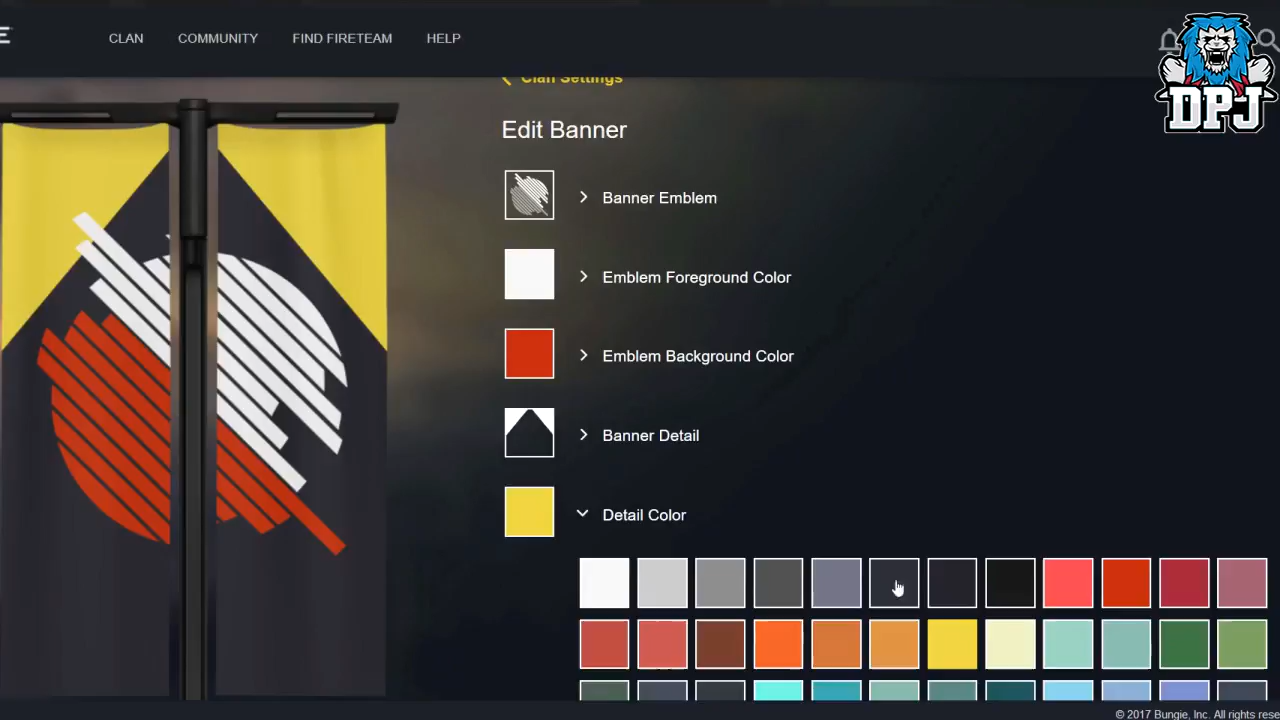 CLAN COMMUNITY FIND FIRETEAM HELP
DPJ
Clan Settings
Edit Banner
Banner Emblem
Emblem Foreground Color
Emblem Background Color
Banner Detail
Detail Color
© 2017 Bungie, Inc. All rights rese